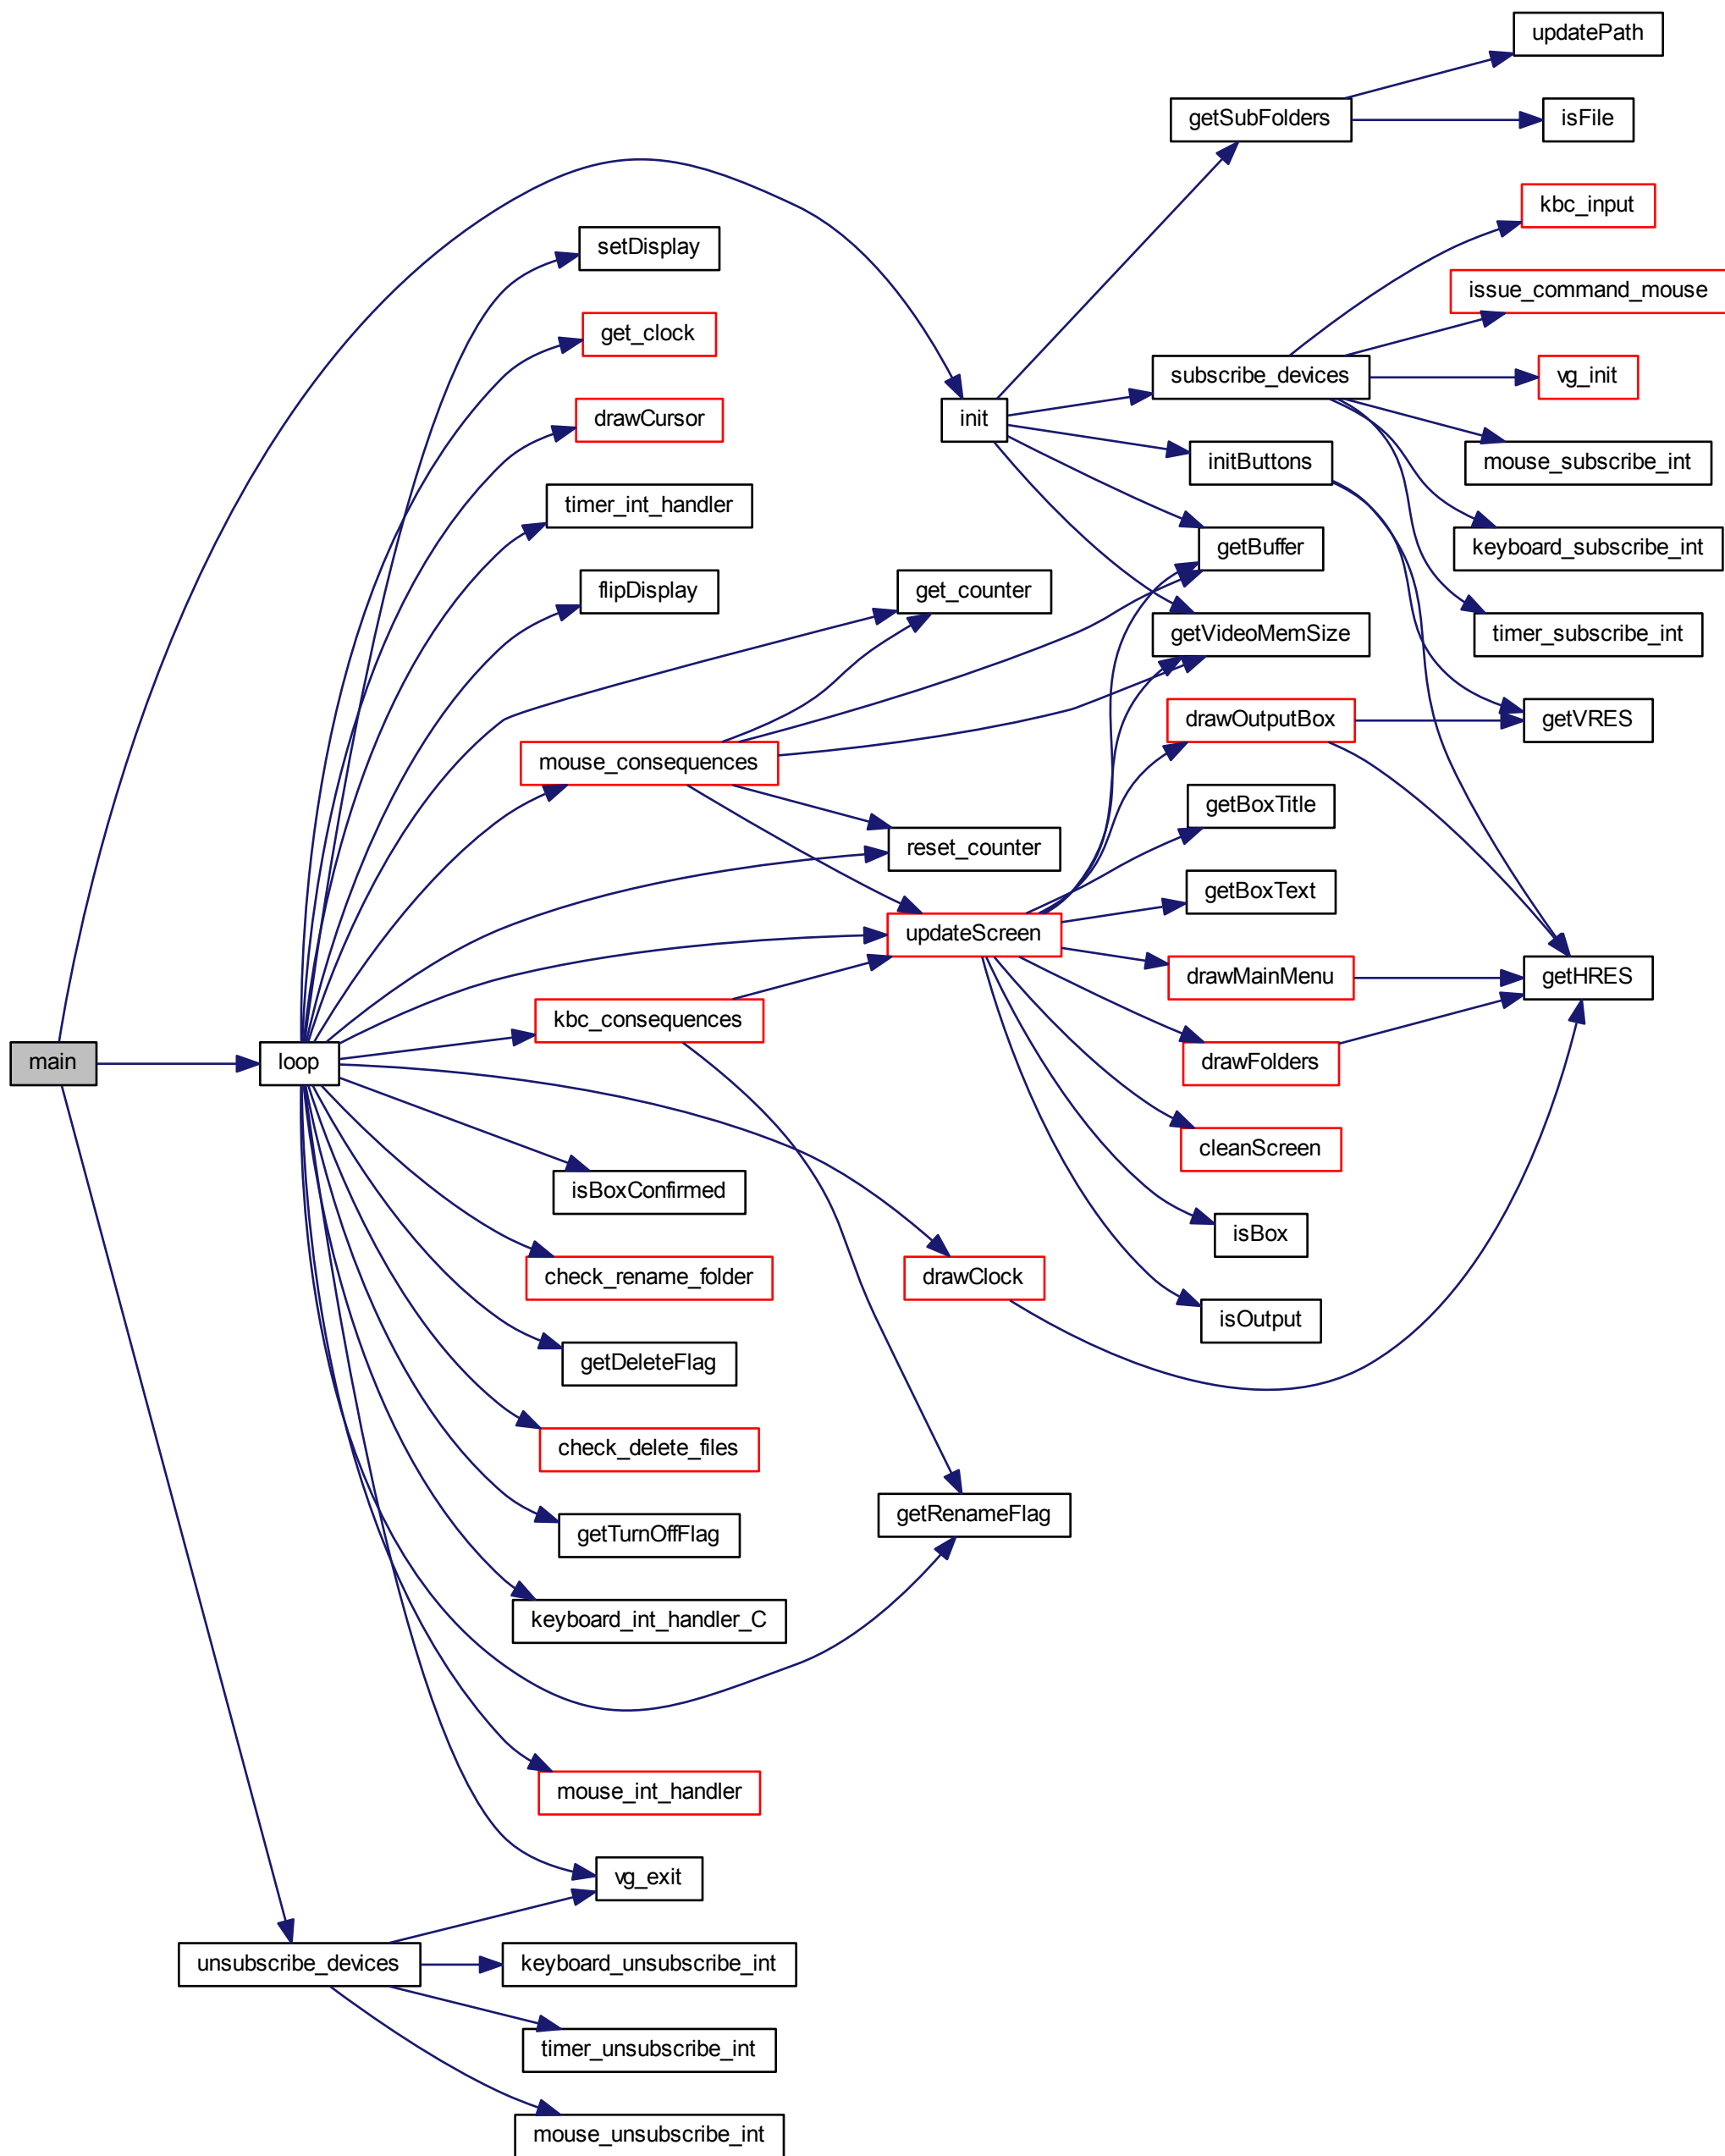 updatePath
getSubFolders
isFile
kbc_input
setDisplay
issue_command_mouse
get_clock
subscribe_devices
vg_init
drawCursor
init
initButtons
mouse_subscribe_int
timer_int_handler
getBuffer
keyboard_subscribe_int
flipDisplay
get_counter
getVideoMemSize
timer_subscribe_int
drawOutputBox
getVRES
mouse_consequences
getBoxTitle
reset_counter
getBoxText
updateScreen
drawMainMenu
getHRES
kbc_consequences
main
loop
drawFolders
cleanScreen
isBoxConfirmed
isBox
check_rename_folder
drawClock
isOutput
getDeleteFlag
check_delete_files
getRenameFlag
getTurnOffFlag
keyboard_int_handler_C
mouse_int_handler
vg_exit
unsubscribe_devices
keyboard_unsubscribe_int
timer_unsubscribe_int
mouse_unsubscribe_int